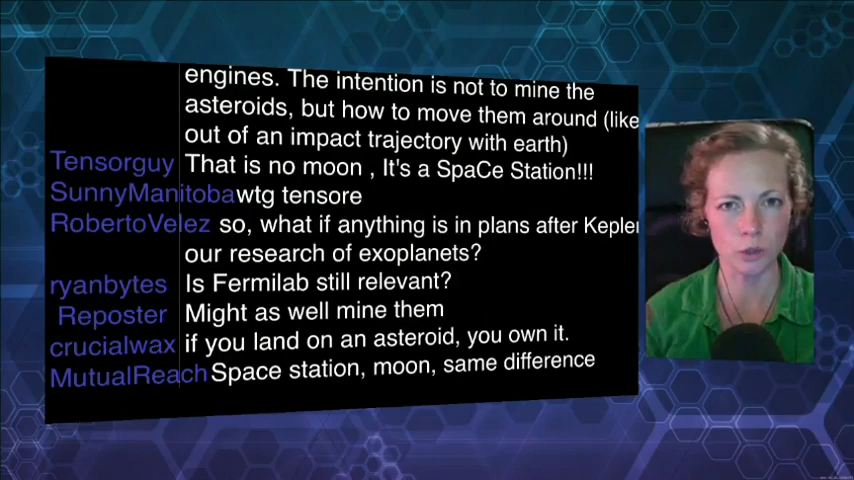 engines. The intention is not to mine the
asteroids, but how to move them around (like
out of an impact trajectory with earth)
Tensorguy That is no moon , It's a SpaCe Station!!!
SunnyManitoba wtg tensore
RobertoVelez so, what if anything is in plans after Kepler
our research of exoplanets?
ryanbytes Is Fermilab still relevant?
Reposter Might as well mine them
crucialwax if you land on an asteroid, you own it.
MutualReach Space station, moon, same difference